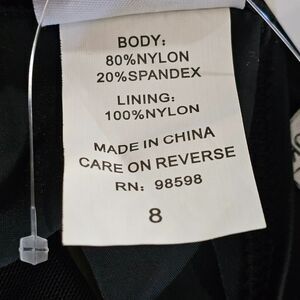 BODY:
80%NYLON
20%SPANDEX
LINING:
100%NYLON
MADE IN CHINA
CARE ON REVERSE
RN: 98598
8